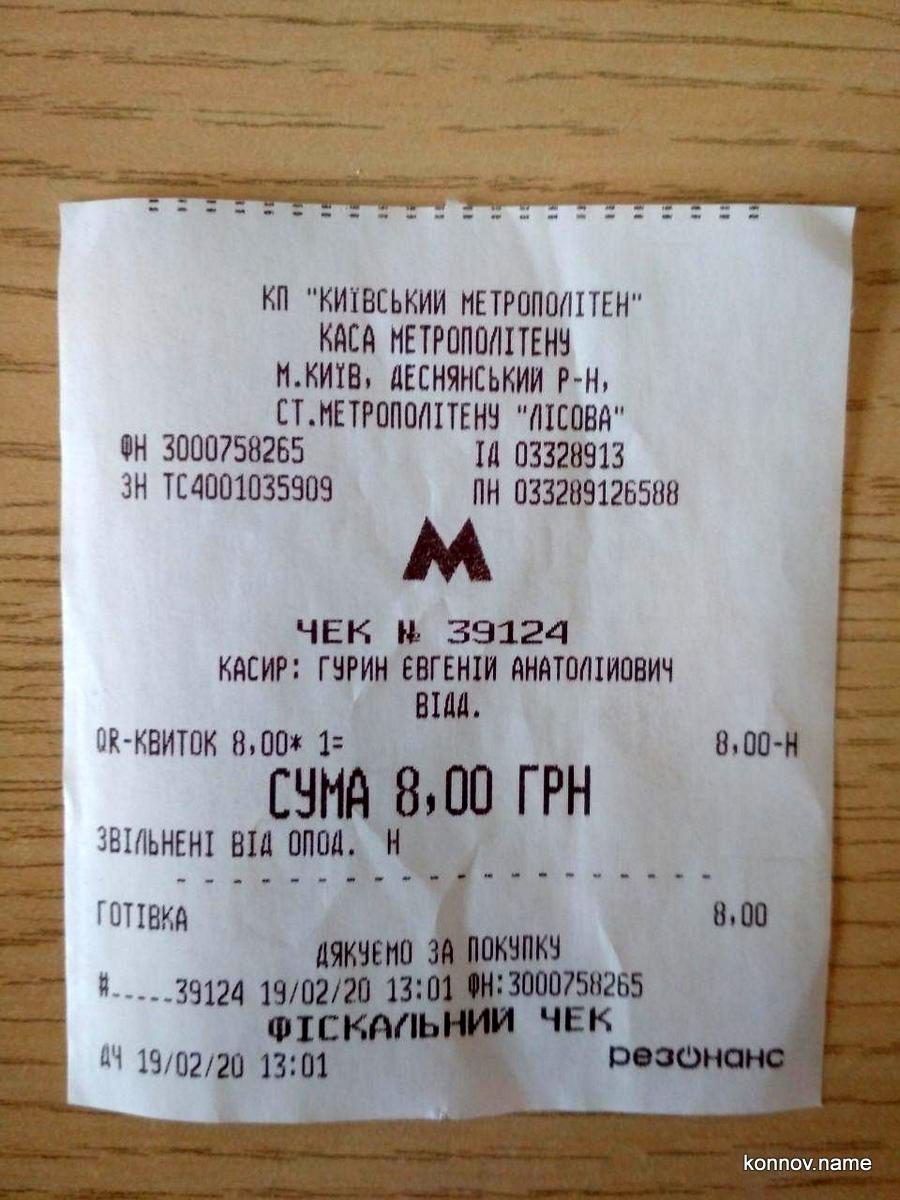 КП "КИЇВСЬКИЙ МЕТРОПОЛІТЕН"
КАСА МЕТРОПОЛІТЕНУ
М.КИЇВ, ДЕСНЯНСЬКИЙ Р-Н,
СТ.МЕТРОПОЛІТЕНУ "ЛІСОВА"
ФН 3000758265 ІД 03328913
ЗН ТС4001035909 ПН 033289126588
М
ЧЕК № 39124
КАСИР: ГУРИН ЄВГЕНІЙ АНАТОЛІЙОВИЧ
ВІДД.
QR-КВИТОК 8,00* 1= 8,00-Н
СУМА 8,00 ГРН
ЗВІЛЬНЕНІ ВІД ОПОД. Н
ГОТІВКА 8,00
ДЯКУЄМО ЗА ПОКУПКУ
#.....39124 19/02/20 13:01 ФН:3000758265
ФІСКАЛЬНИЙ ЧЕК
ДЧ 19/02/20 13:01 резонанс
konnov.name